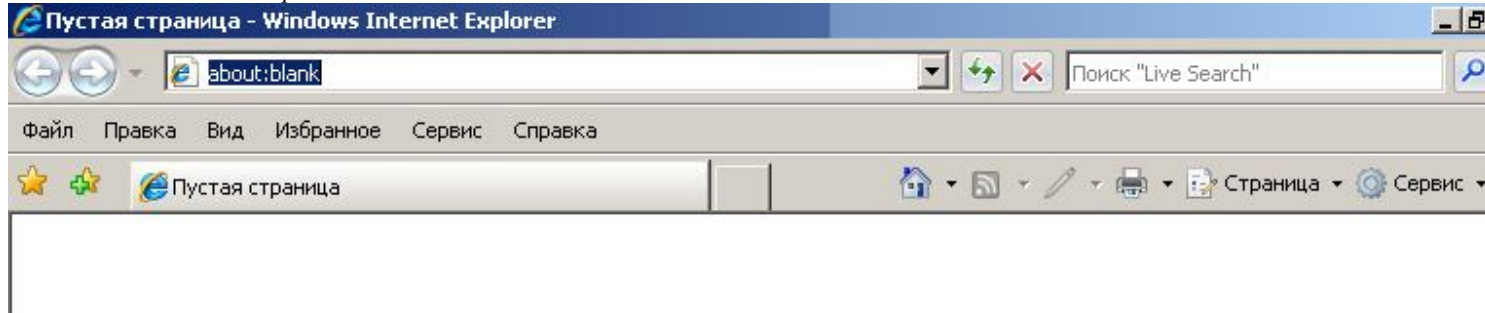 Пустая страница - Windows Internet Explorer
about:blank
Поиск "Live Search"
Файл Правка Вид Избранное Сервис Справка
Пустая страница
Страница Сервис